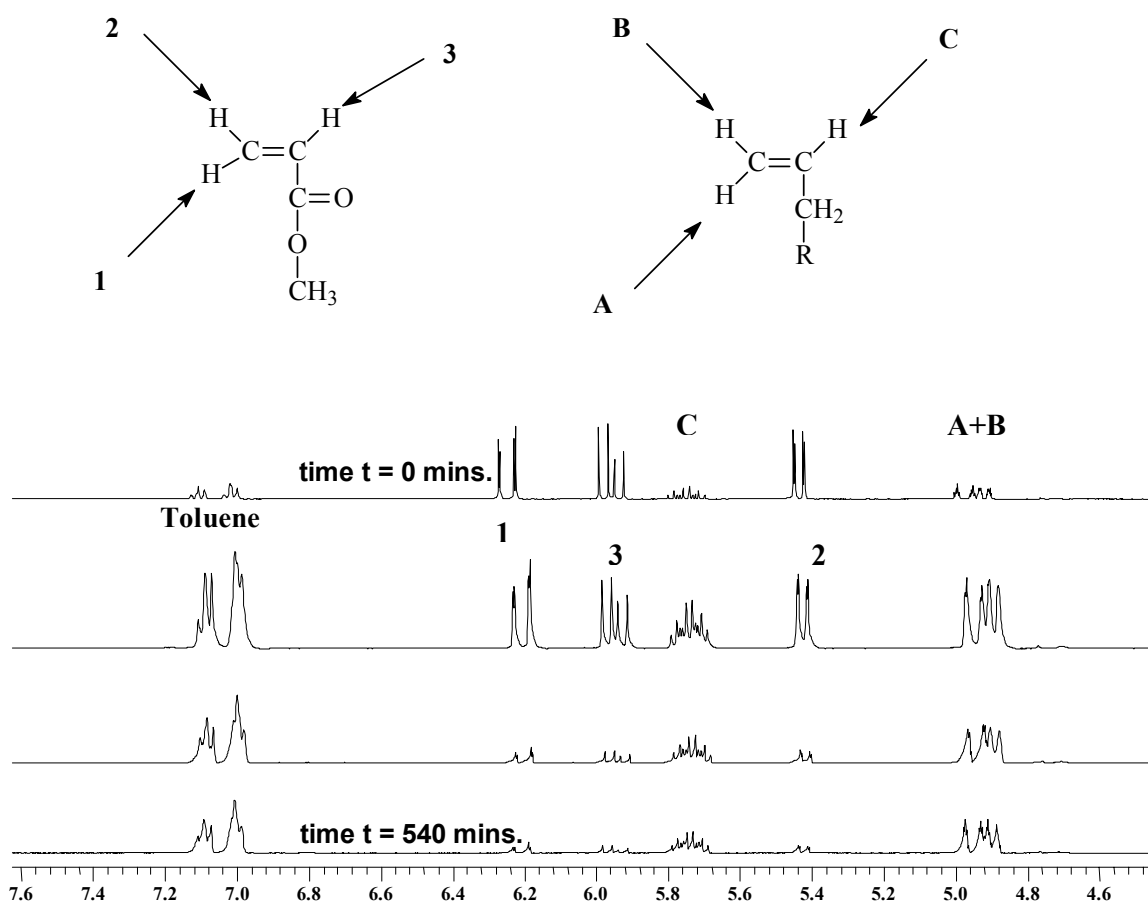 2
3
H
H
C=C
H
C=O
O
CH3
1
B
C
H
H
C=C
H
CH2
R
A
C
A+B
time t = 0 mins.
Toluene
1
3
2
time t = 540 mins.
7.6 7.4 7.2 7.0 6.8 6.6 6.4 6.2 6.0 5.8 5.6 5.4 5.2 5.0 4.8 4.6